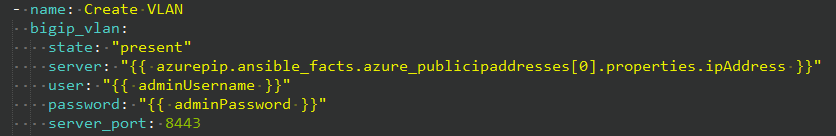 - name: Create VLAN
  bigip_vlan:
    state: "present"
    server: "{{ azurepip.ansible_facts.azure_publicipaddresses[0].properties.ipAddress }}"
    user: "{{ adminUsername }}"
    password: "{{ adminPassword }}"
    server_port: 8443